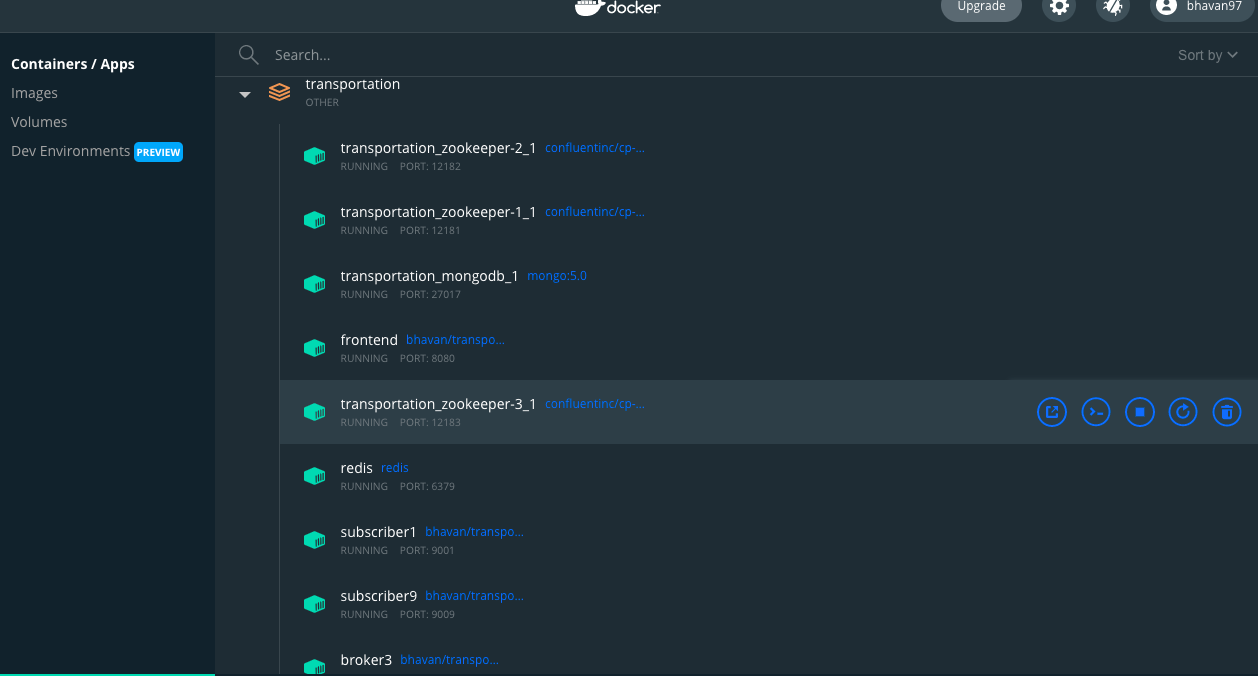 docker
Upgrade
bhavan97
Containers / Apps
Images
Volumes
Dev Environments PREVIEW
Search...
Sort by
transportation
OTHER
transportation_zookeeper-2_1 confluentinc/cp-...
RUNNING PORT: 12182
transportation_zookeeper-1_1 confluentinc/cp-...
RUNNING PORT: 12181
transportation_mongodb_1 mongo:5.0
RUNNING PORT: 27017
frontend bhavan/transpo...
RUNNING PORT: 8080
transportation_zookeeper-3_1 confluentinc/cp-...
RUNNING PORT: 12183
redis redis
RUNNING PORT: 6379
subscriber1 bhavan/transpo...
RUNNING PORT: 9001
subscriber9 bhavan/transpo...
RUNNING PORT: 9009
broker3 bhavan/transpo...